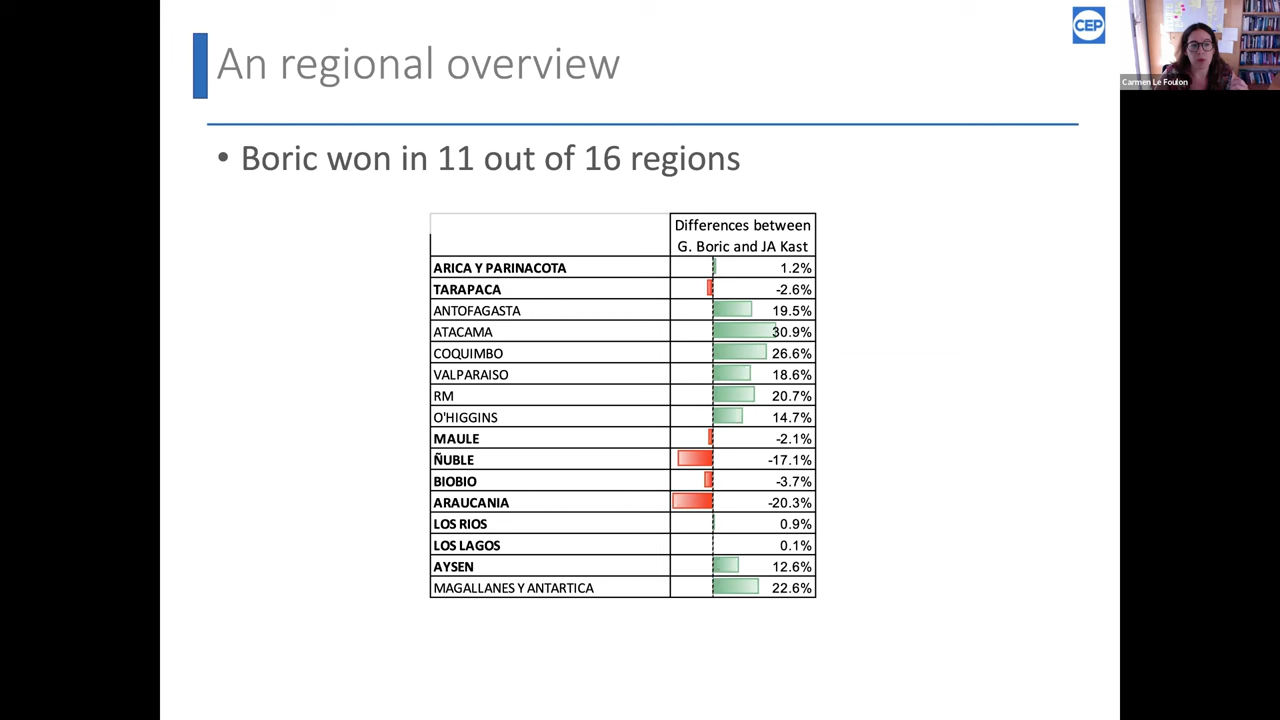 An regional overview
CEP
Carmen Le Foulon
• Boric won in 11 out of 16 regions
Differences between
G. Boric and JA Kast
ARICA Y PARINACOTA 1.2%
TARAPACA -2.6%
ANTOFAGASTA 19.5%
ATACAMA 30.9%
COQUIMBO 26.6%
VALPARAISO 18.6%
RM 20.7%
O'HIGGINS 14.7%
MAULE -2.1%
ÑUBLE -17.1%
BIOBIO -3.7%
ARAUCANIA -20.3%
LOS RIOS 0.9%
LOS LAGOS 0.1%
AYSEN 12.6%
MAGALLANES Y ANTARTICA 22.6%